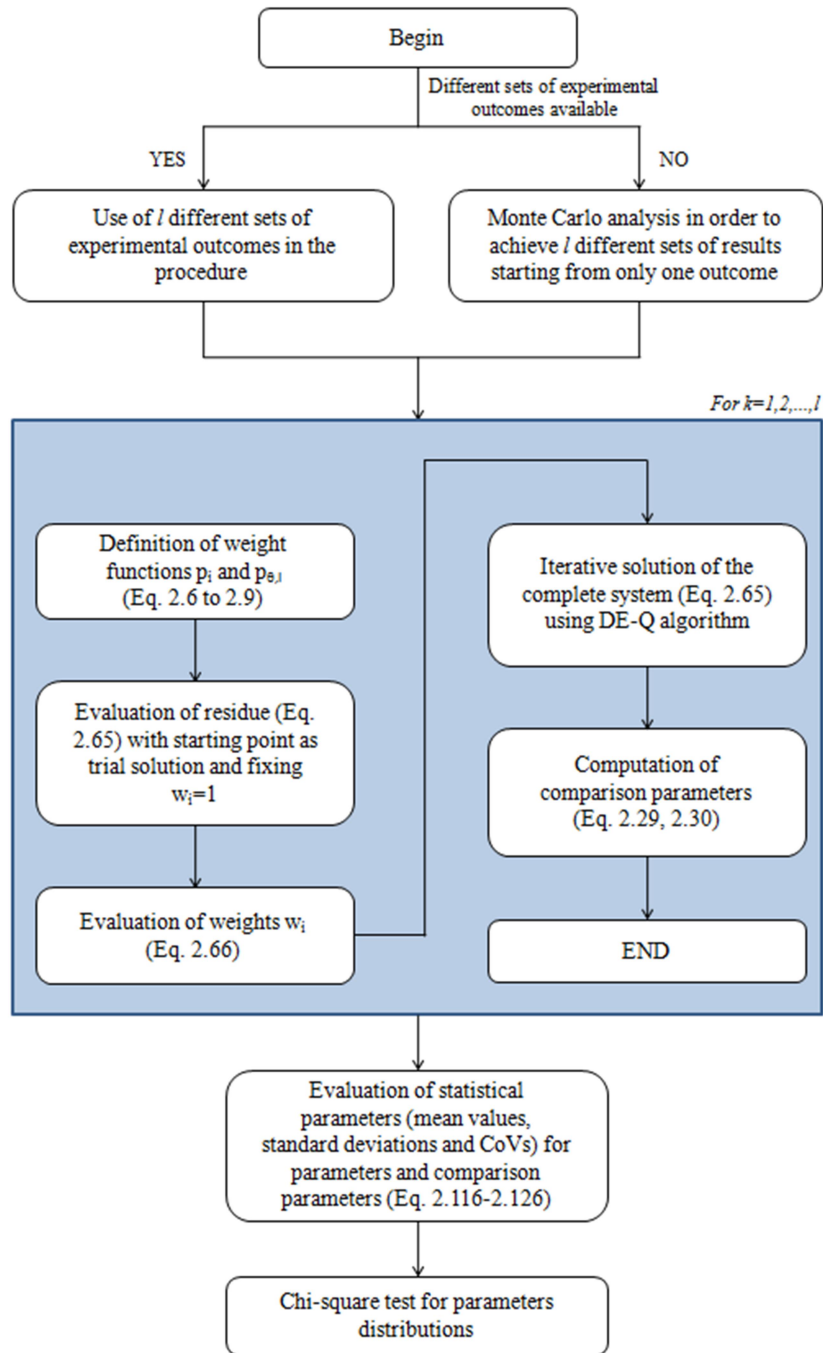 Begin
Different sets of experimental
outcomes available
YES
NO
Use of l different sets of
experimental outcomes in the
procedure
Monte Carlo analysis in order to
achieve l different sets of results
starting from only one outcome
For k=1,2,...,l
Definition of weight
functions pᵢ and pθ,ₗ
(Eq. 2.6 to 2.9)
Evaluation of residue (Eq.
2.65) with starting point as
trial solution and fixing
wᵢ=1
Evaluation of weights wᵢ
(Eq. 2.66)
Iterative solution of the
complete system (Eq. 2.65)
using DE-Q algorithm
Computation of
comparison parameters
(Eq. 2.29, 2.30)
END
Evaluation of statistical
parameters (mean values,
standard deviations and CoVs) for
parameters and comparison
parameters (Eq. 2.116-2.126)
Chi-square test for parameters
distributions